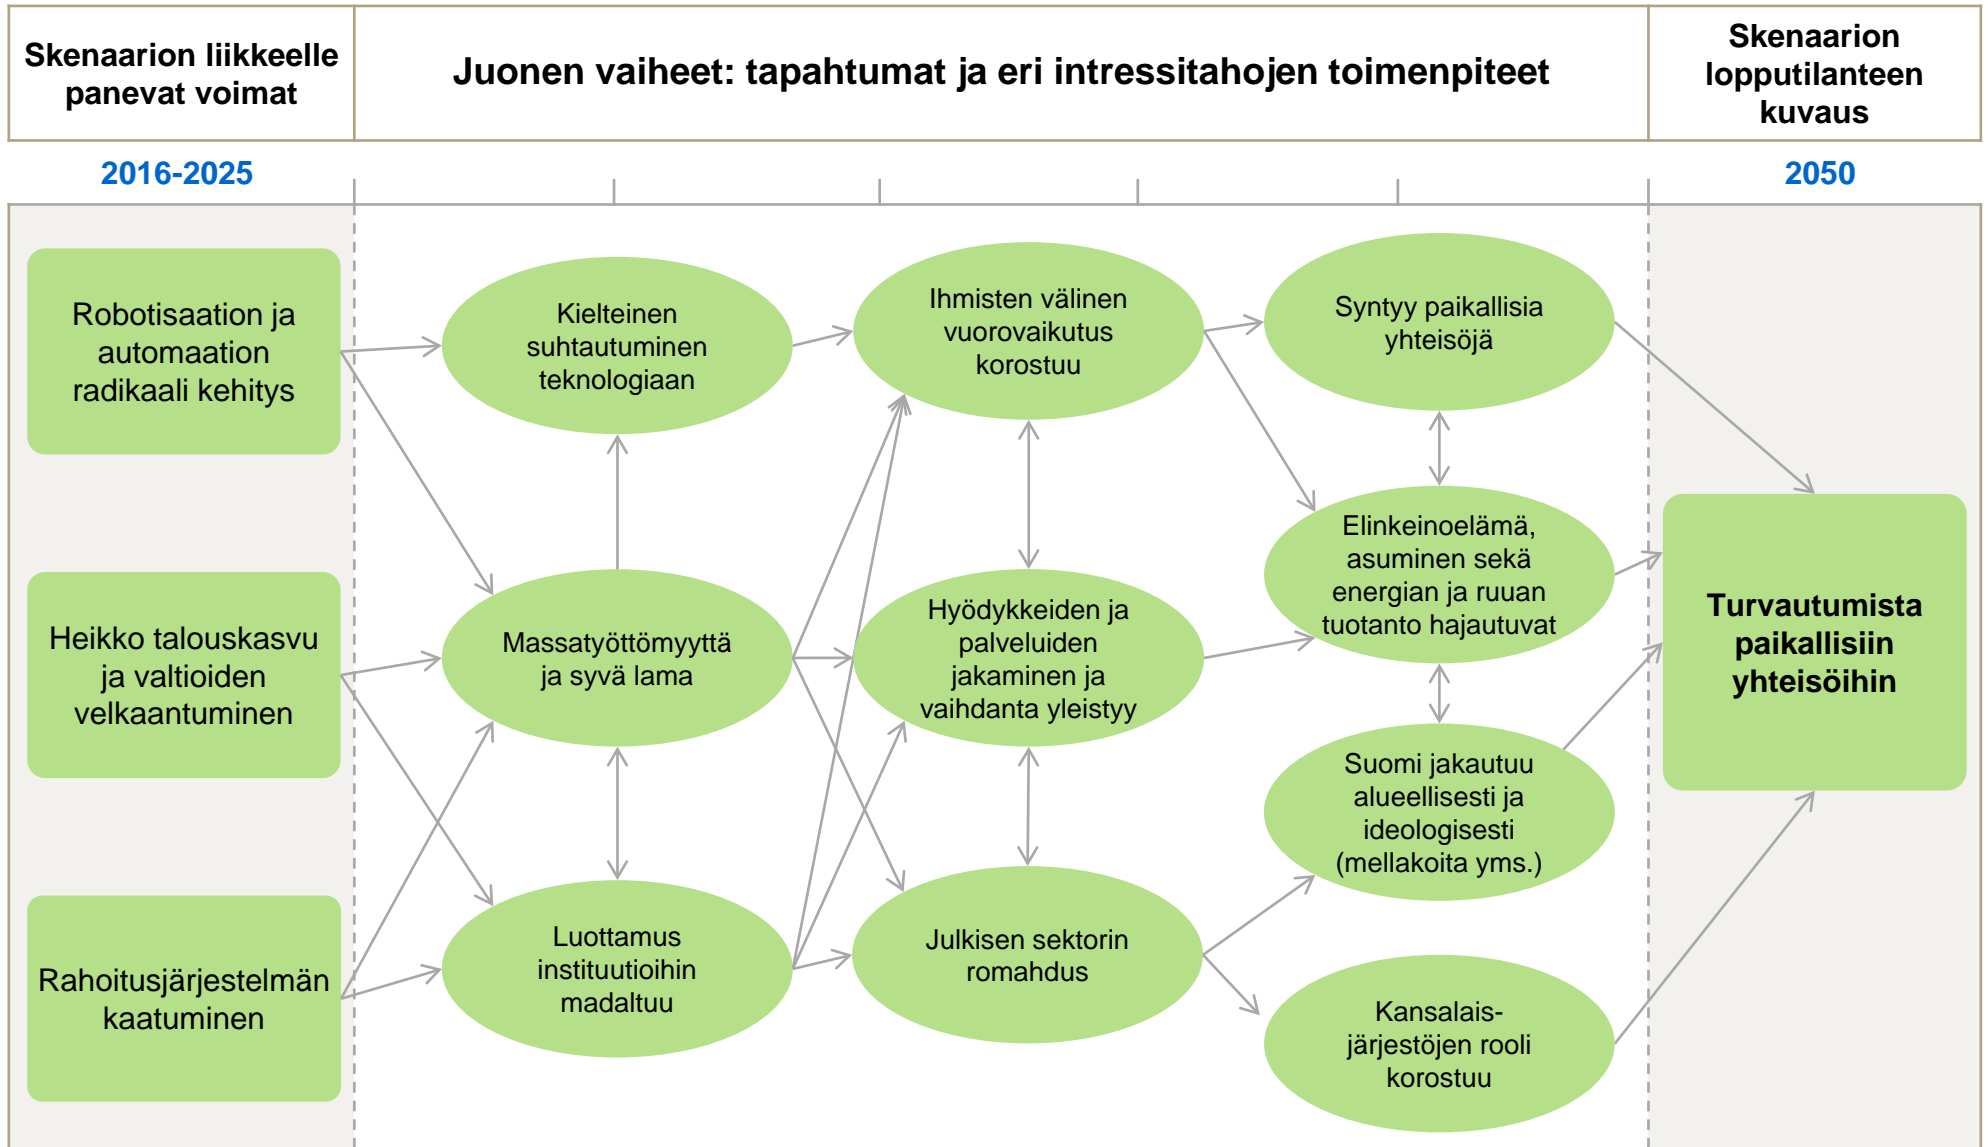 Skenaarion liikkeelle
panevat voimat
Juonen vaiheet: tapahtumat ja eri intressitahojen toimenpiteet
Skenaarion
lopputilanteen
kuvaus
2016-2025
2050
Robotisaation ja
automaation
radikaali kehitys
Heikko talouskasvu
ja valtioiden
velkaantuminen
Rahoitusjärjestelmän
kaatuminen
Kielteinen
suhtautuminen
teknologiaan
Massatyöttömyyttä
ja syvä lama
Luottamus
instituutioihin
madaltuu
Ihmisten välinen
vuorovaikutus
korostuu
Hyödykkeiden ja
palveluiden
jakaminen ja
vaihdanta yleistyy
Julkisen sektorin
romahdus
Syntyy paikallisia
yhteisöjä
Elinkeinoelämä,
asuminen sekä
energian ja ruuan
tuotanto hajautuvat
Suomi jakautuu
alueellisesti ja
ideologisesti
(mellakoita yms.)
Kansalais-
järjestöjen rooli
korostuu
Turvautumista
paikallisiin
yhteisöihin